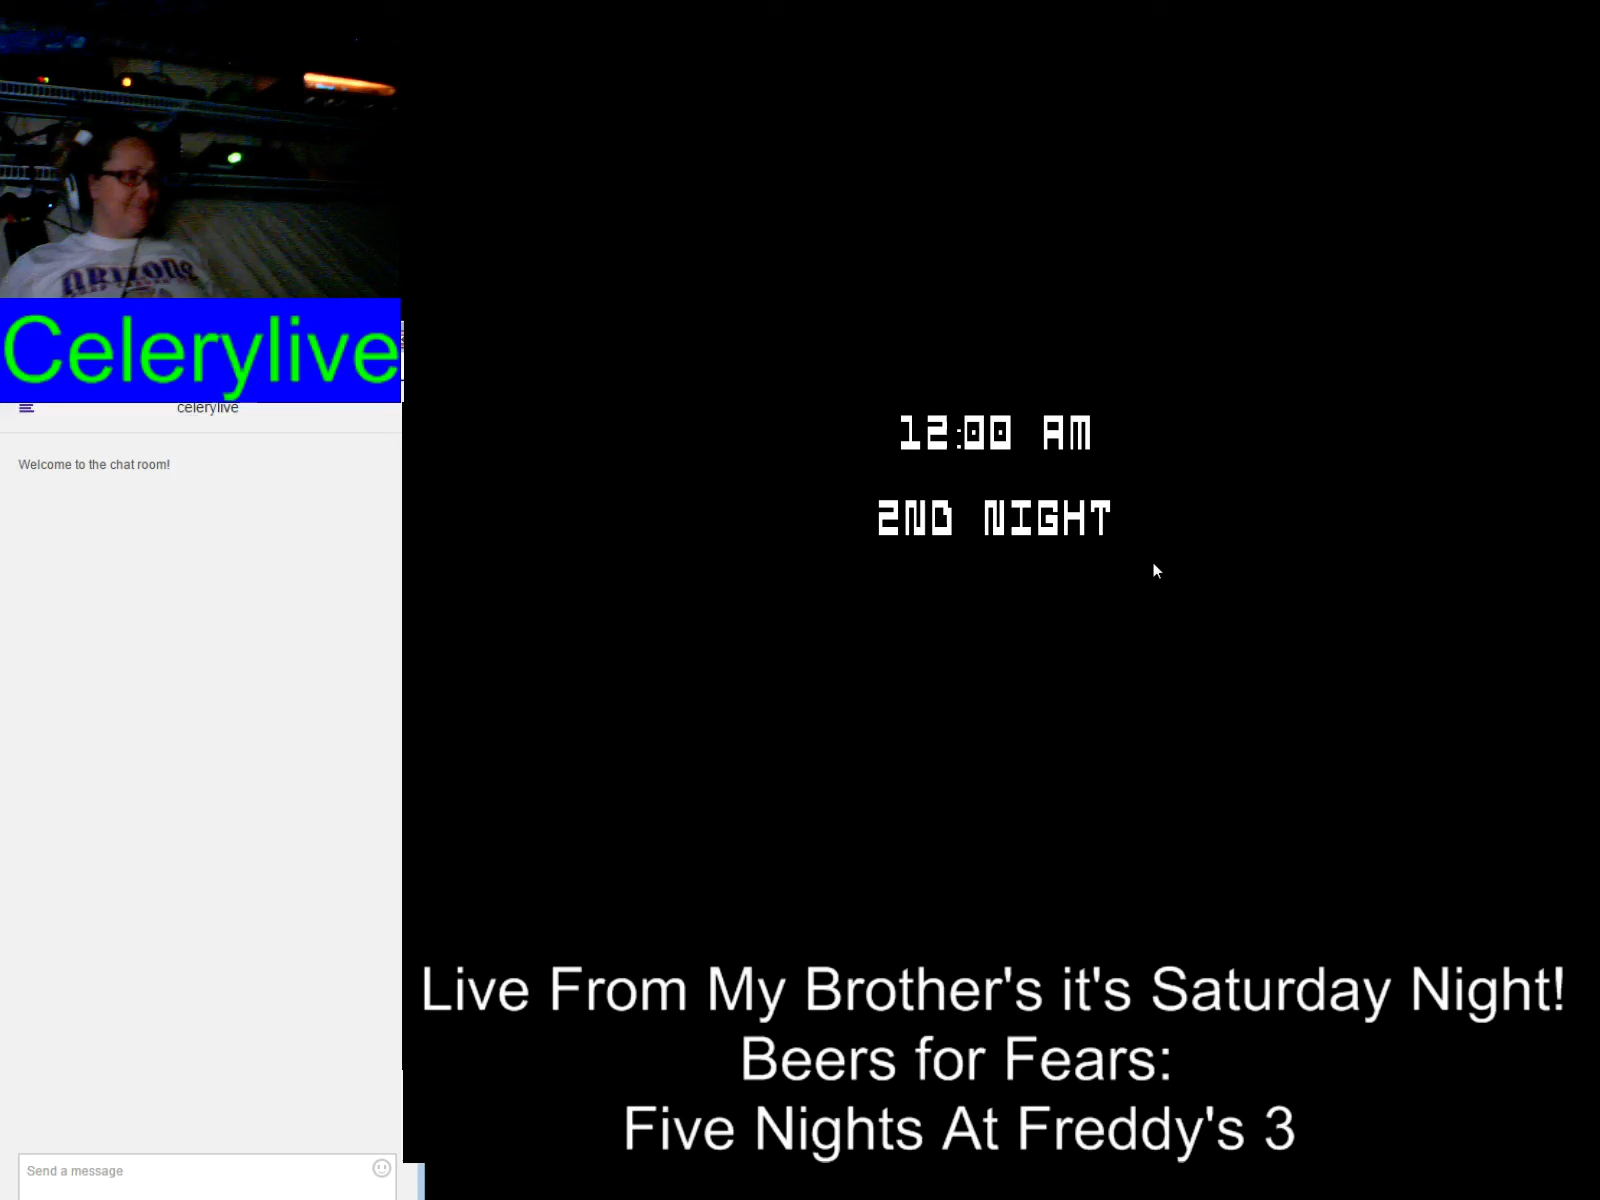 ARIZONA
Celerylive
celerylive
Welcome to the chat room!
12:00 AM
2ND NIGHT
Live From My Brother's it's Saturday Night!
Beers for Fears:
Five Nights At Freddy's 3
Send a message